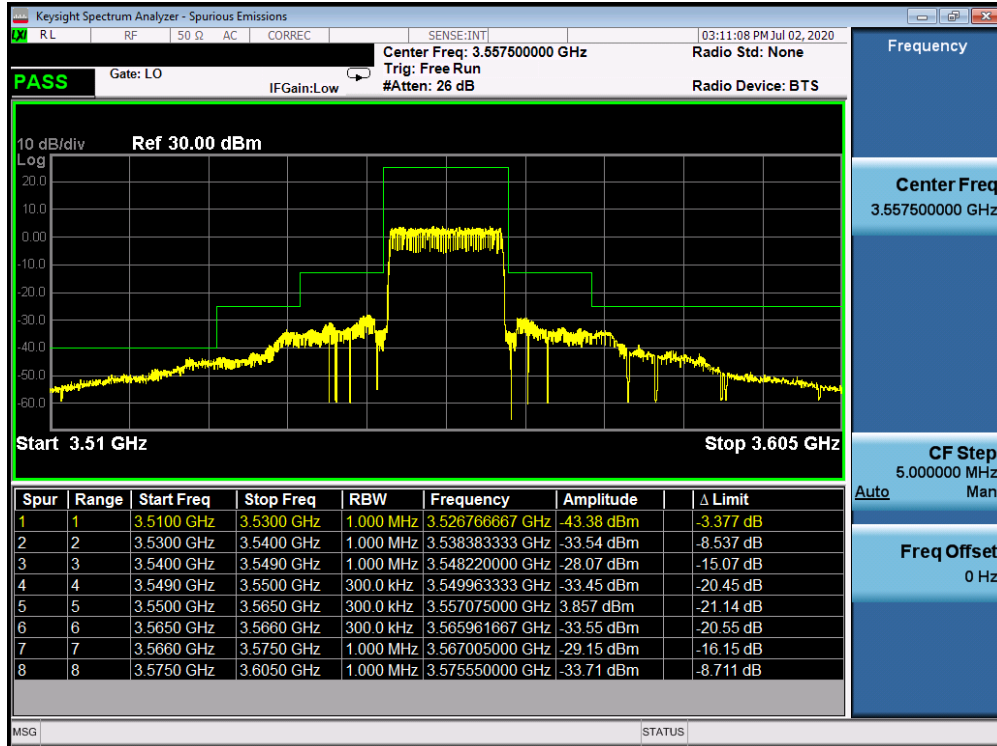 Keysight Spectrum Analyzer - Spurious Emissions
LXI RL RF 50 Ω AC CORREC SENSE:INT 03:11:08 PM Jul 02, 2020
Center Freq: 3.557500000 GHz Radio Std: None
PASS Gate: LO Trig: Free Run
IFGain:Low #Atten: 26 dB Radio Device: BTS
10 dB/div Ref 30.00 dBm
Log
20.0
10.0
0.00
-10.0
-20.0
-30.0
-40.0
-50.0
-60.0
Start 3.51 GHz Stop 3.605 GHz
Spur Range Start Freq Stop Freq RBW Frequency Amplitude Δ Limit
1 1 3.5100 GHz 3.5300 GHz 1.000 MHz 3.526766667 GHz -43.38 dBm -3.377 dB
2 2 3.5300 GHz 3.5400 GHz 1.000 MHz 3.538383333 GHz -33.54 dBm -8.537 dB
3 3 3.5400 GHz 3.5490 GHz 1.000 MHz 3.548220000 GHz -28.07 dBm -15.07 dB
4 4 3.5490 GHz 3.5500 GHz 300.0 kHz 3.549963333 GHz -33.45 dBm -20.45 dB
5 5 3.5500 GHz 3.5650 GHz 300.0 kHz 3.557075000 GHz 3.857 dBm -21.14 dB
6 6 3.5650 GHz 3.5660 GHz 300.0 kHz 3.565961667 GHz -33.55 dBm -20.55 dB
7 7 3.5660 GHz 3.5750 GHz 1.000 MHz 3.567005000 GHz -29.15 dBm -16.15 dB
8 8 3.5750 GHz 3.6050 GHz 1.000 MHz 3.575550000 GHz -33.71 dBm -8.711 dB
MSG STATUS
Frequency
Center Freq
3.557500000 GHz
CF Step
5.000000 MHz
Auto Man
Freq Offset
0 Hz